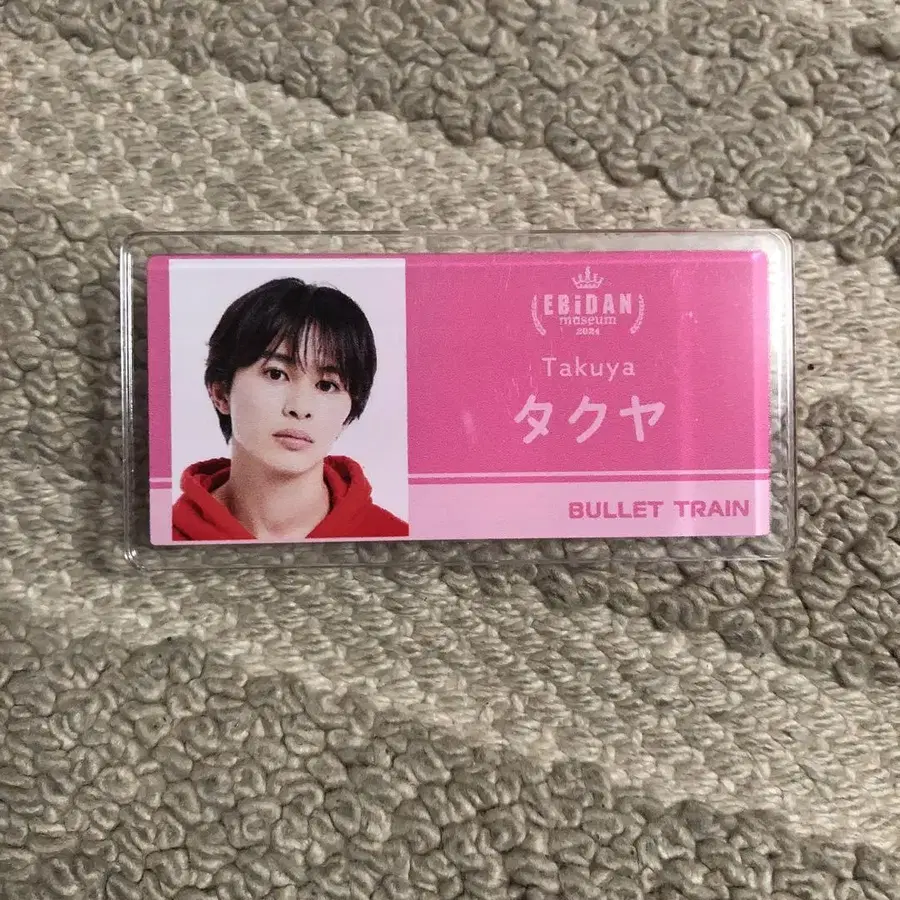 EBiDAN
museum
2024
Takuya
タクヤ
BULLET TRAIN